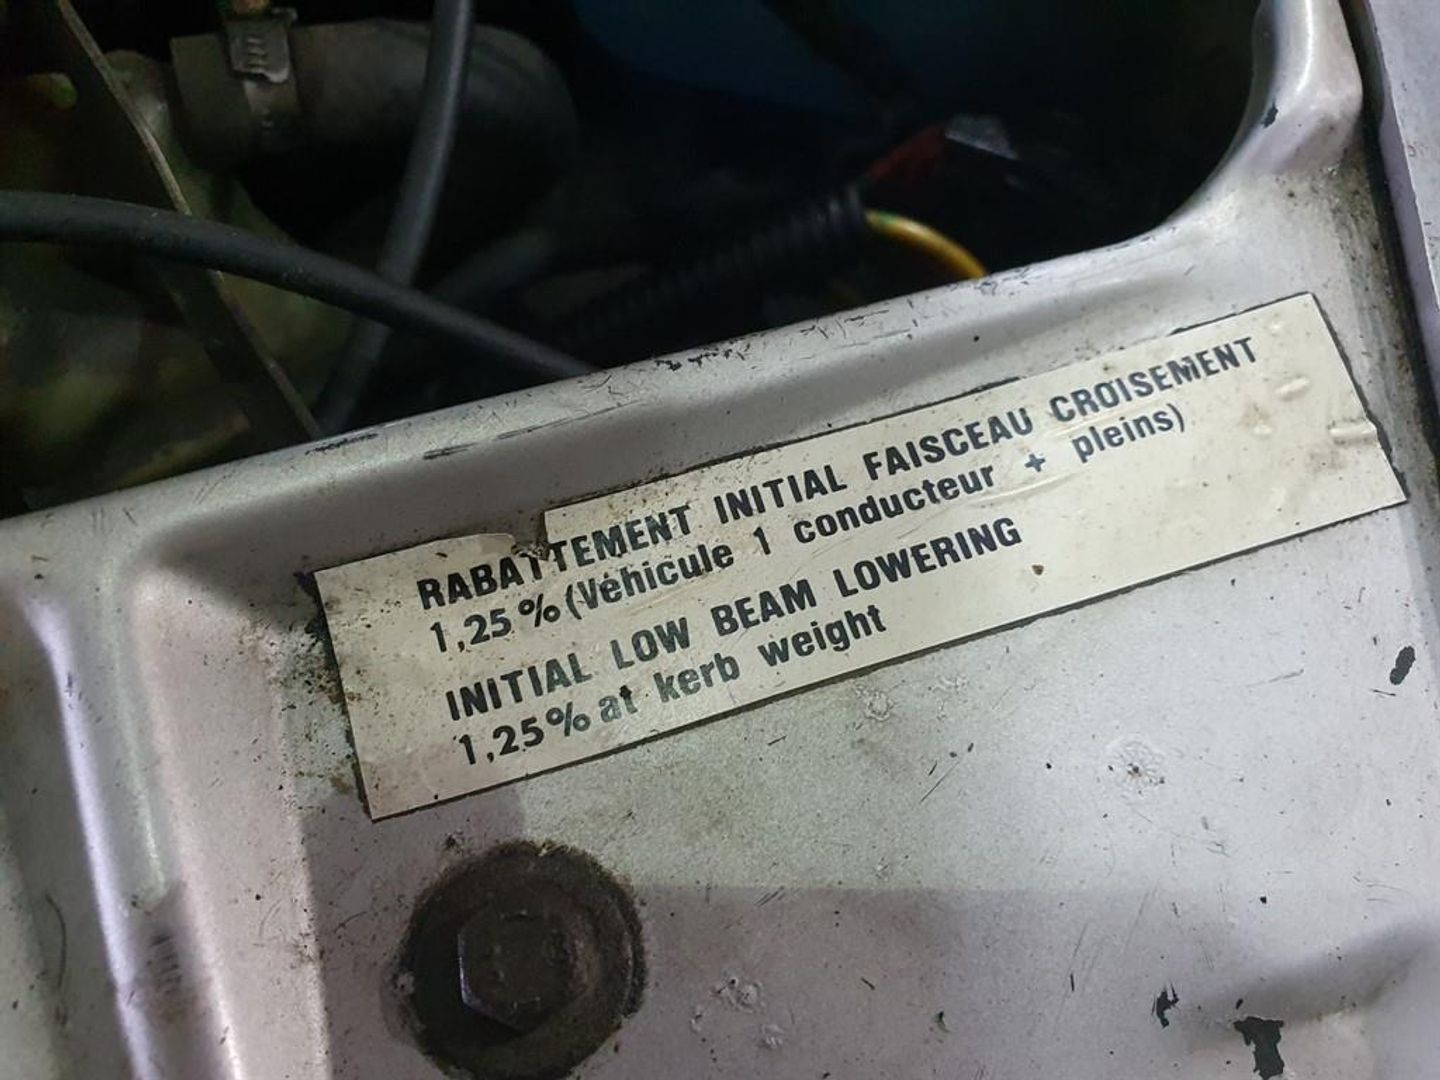 RABATTEMENT INITIAL FAISCEAU CROISEMENT
1,25% (Véhicule 1 conducteur + pleins)
INITIAL LOW BEAM LOWERING
1,25% at kerb weight